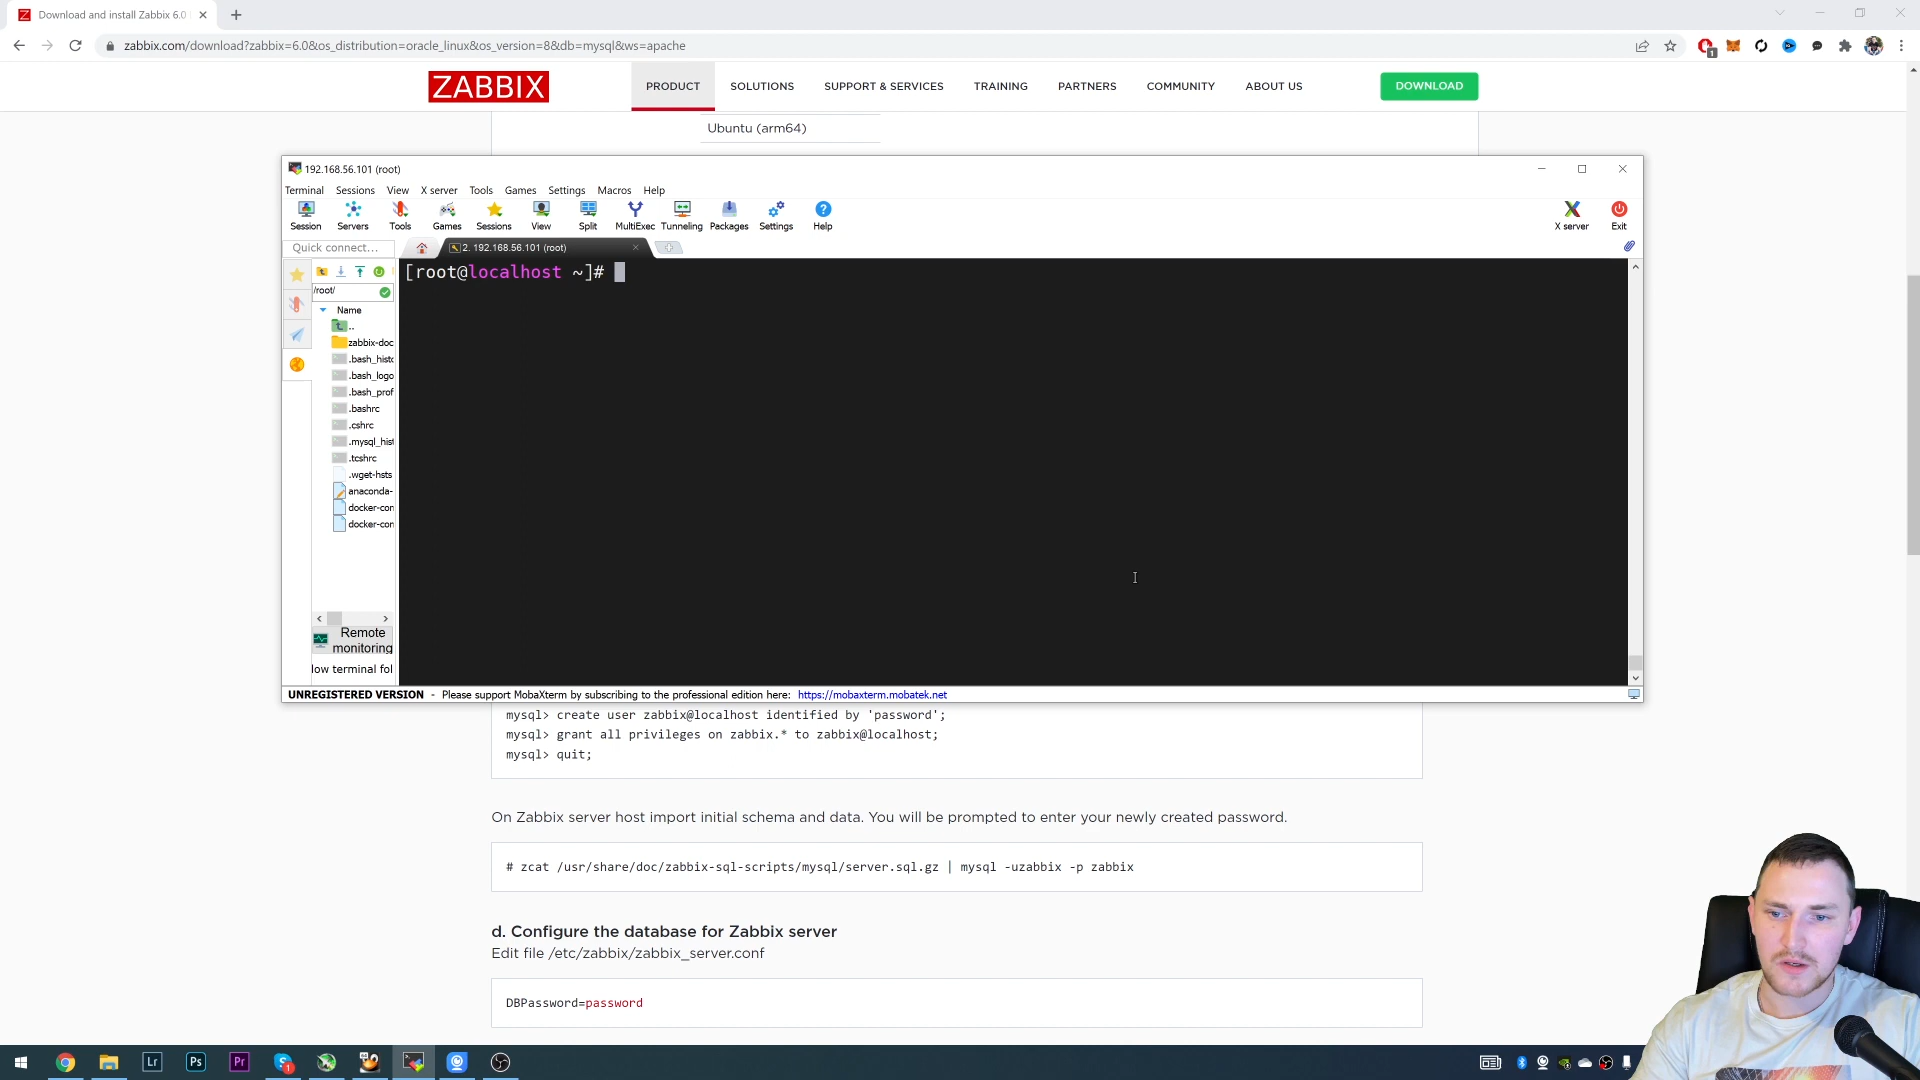 Download and install Zabbix 6.0
zabbix.com/download?zabbix=6.0&os_distribution=oracle_linux&os_version=8&db=mysql&ws=apache
ZABBIX
PRODUCT
SOLUTIONS
SUPPORT & SERVICES
TRAINING
PARTNERS
COMMUNITY
ABOUT US
DOWNLOAD
Ubuntu (arm64)
192.168.56.101 (root)
Terminal Sessions View X server Tools Games Settings Macros Help
Session Servers Tools Games Sessions View Split MultiExec Tunneling Packages Settings Help
X server Exit
Quick connect...
2. 192.168.56.101 (root)
[root@localhost ~]#
/root/
Name
..
zabbix-doc
.bash_histo
.bash_logo
.bash_prof
.bashrc
.cshrc
.mysql_hist
.tcshrc
.wget-hsts
anaconda-
docker-con
docker-con
Remote
monitoring
low terminal fol
UNREGISTERED VERSION - Please support MobaXterm by subscribing to the professional edition here: https://mobaxterm.mobatek.net
mysql> create user zabbix@localhost identified by 'password';
mysql> grant all privileges on zabbix.* to zabbix@localhost;
mysql> quit;
On Zabbix server host import initial schema and data. You will be prompted to enter your newly created password.
# zcat /usr/share/doc/zabbix-sql-scripts/mysql/server.sql.gz | mysql -uzabbix -p zabbix
d. Configure the database for Zabbix server
Edit file /etc/zabbix/zabbix_server.conf
DBPassword=password
Lr
Ps
Pr